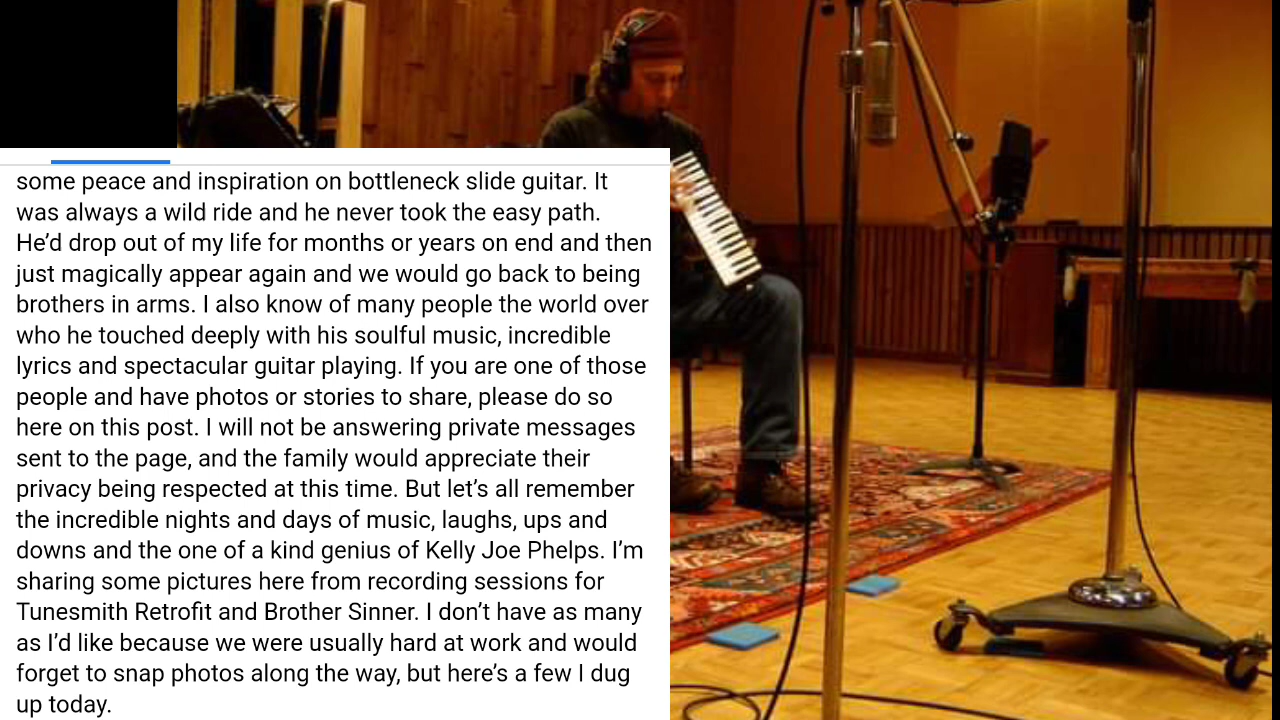 some peace and inspiration on bottleneck slide guitar. It
was always a wild ride and he never took the easy path.
He’d drop out of my life for months or years on end and then
just magically appear again and we would go back to being
brothers in arms. I also know of many people the world over
who he touched deeply with his soulful music, incredible
lyrics and spectacular guitar playing. If you are one of those
people and have photos or stories to share, please do so
here on this post. I will not be answering private messages
sent to the page, and the family would appreciate their
privacy being respected at this time. But let’s all remember
the incredible nights and days of music, laughs, ups and
downs and the one of a kind genius of Kelly Joe Phelps. I’m
sharing some pictures here from recording sessions for
Tunesmith Retrofit and Brother Sinner. I don’t have as many
as I’d like because we were usually hard at work and would
forget to snap photos along the way, but here’s a few I dug
up today.